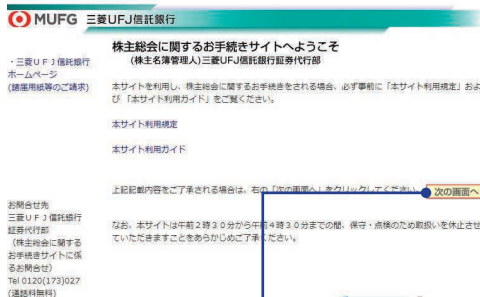 MUFG 三菱UFJ信託銀行
株主総会に関するお手続きサイトへようこそ
(株主名簿管理人)三菱UFJ信託銀行証券代行部
・三菱UFJ信託銀行
ホームページ
(諸届用紙等のご請求)
本サイトを利用し、株主総会に関するお手続きをされる場合、必ず事前に「本サイト利用規定」およ
び「本サイト利用ガイド」をご覧ください。
本サイト利用規定
本サイト利用ガイド
上記記載内容をご了承される場合は、右の「次の画面へ」をクリックしてください。
次の画面へ
なお、本サイトは午前2時30分から午前4時30分までの間、保守・点検のため取扱いを休止させ
ていただきますことをあらかじめご了承ください。
お問合せ先
三菱UFJ信託銀行
証券代行部
(株主総会に関する
お手続きサイトに係
るお問合せ)
Tel 0120(173)027
(通話料無料)